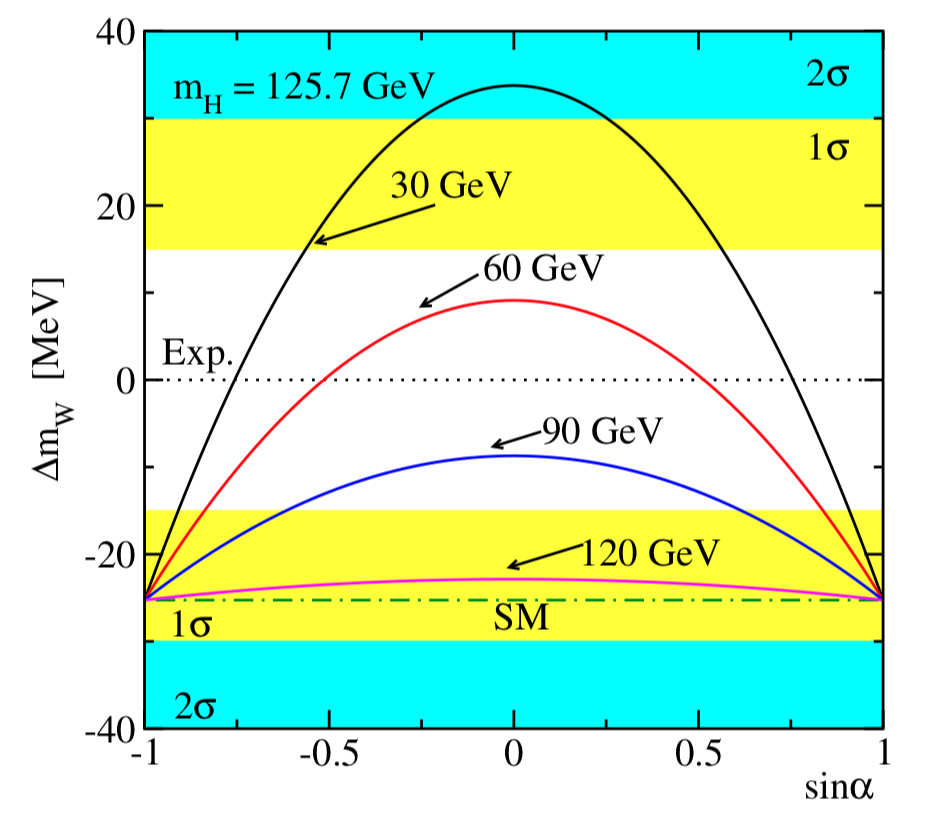 40
m_H = 125.7 GeV
2σ
1σ
30 GeV
20
60 GeV
Exp.
0
Δm_W [MeV]
90 GeV
-20
120 GeV
SM
1σ
2σ
-40
-1
-0.5
0
0.5
1
sinα